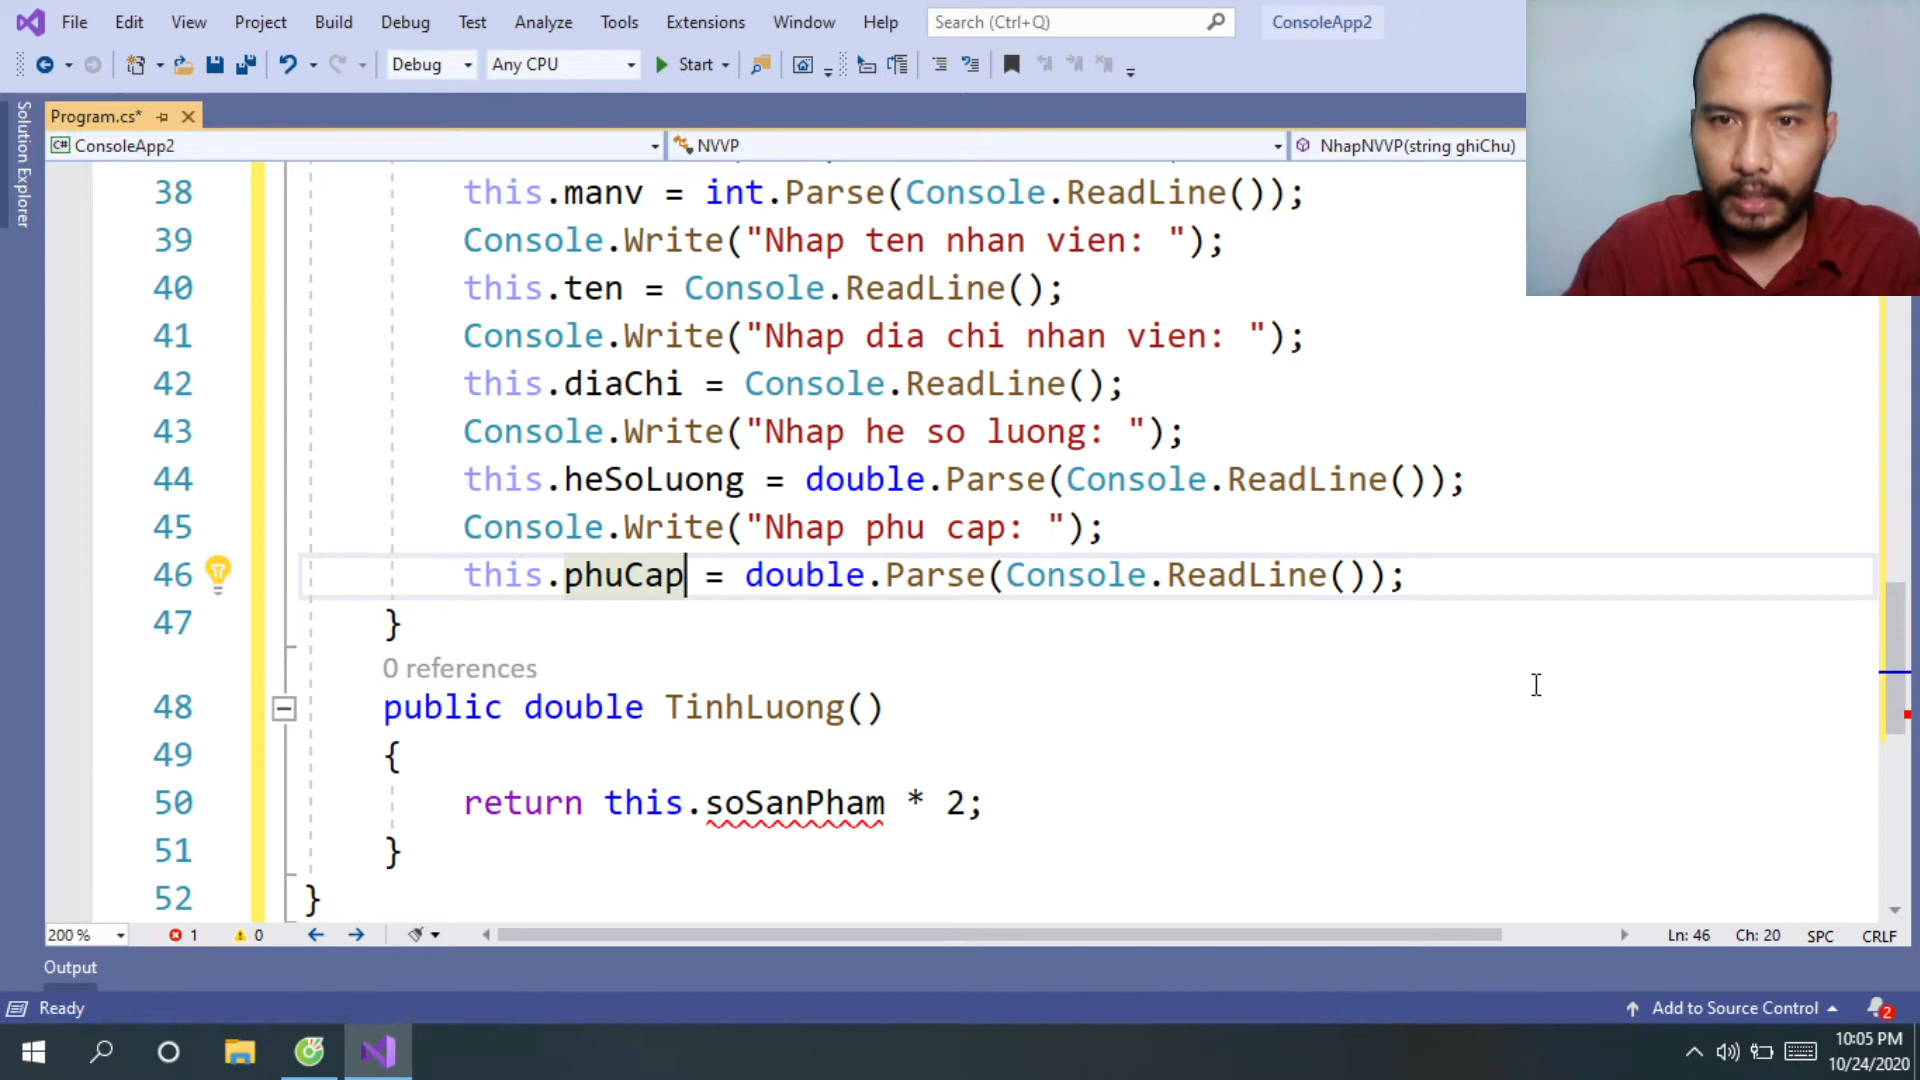 File Edit View Project Build Debug Test Analyze Tools Extensions Window Help Search (Ctrl+Q) ConsoleApp2
Debug Any CPU Start
Solution Explorer
Program.cs*
C# ConsoleApp2 NVVP NhapNVVP(string ghiChu)
38 this.manv = int.Parse(Console.ReadLine());
39 Console.Write("Nhap ten nhan vien: ");
40 this.ten = Console.ReadLine();
41 Console.Write("Nhap dia chi nhan vien: ");
42 this.diaChi = Console.ReadLine();
43 Console.Write("Nhap he so luong: ");
44 this.heSoLuong = double.Parse(Console.ReadLine());
45 Console.Write("Nhap phu cap: ");
46 this.phuCap = double.Parse(Console.ReadLine());
47 }
0 references
48 public double TinhLuong()
49 {
50 return this.soSanPham * 2;
51 }
52 }
200 % 1 0 Ln: 46 Ch: 20 SPC CRLF
Output
Ready Add to Source Control 2
10:05 PM
10/24/2020